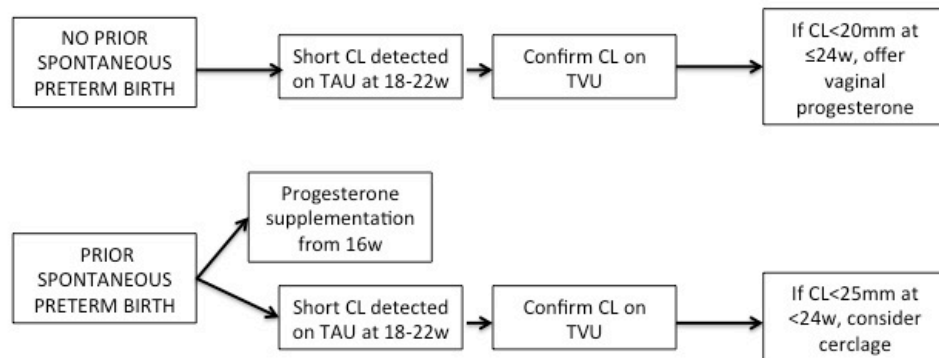 NO PRIOR
SPONTANEOUS
PRETERM BIRTH
Short CL detected
on TAU at 18-22w
Confirm CL on
TVU
If CL<20mm at
≤24w, offer
vaginal
progesterone
Progesterone
supplementation
from 16w
PRIOR
SPONTANEOUS
PRETERM BIRTH
Short CL detected
on TAU at 18-22w
Confirm CL on
TVU
If CL<25mm at
<24w, consider
cerclage